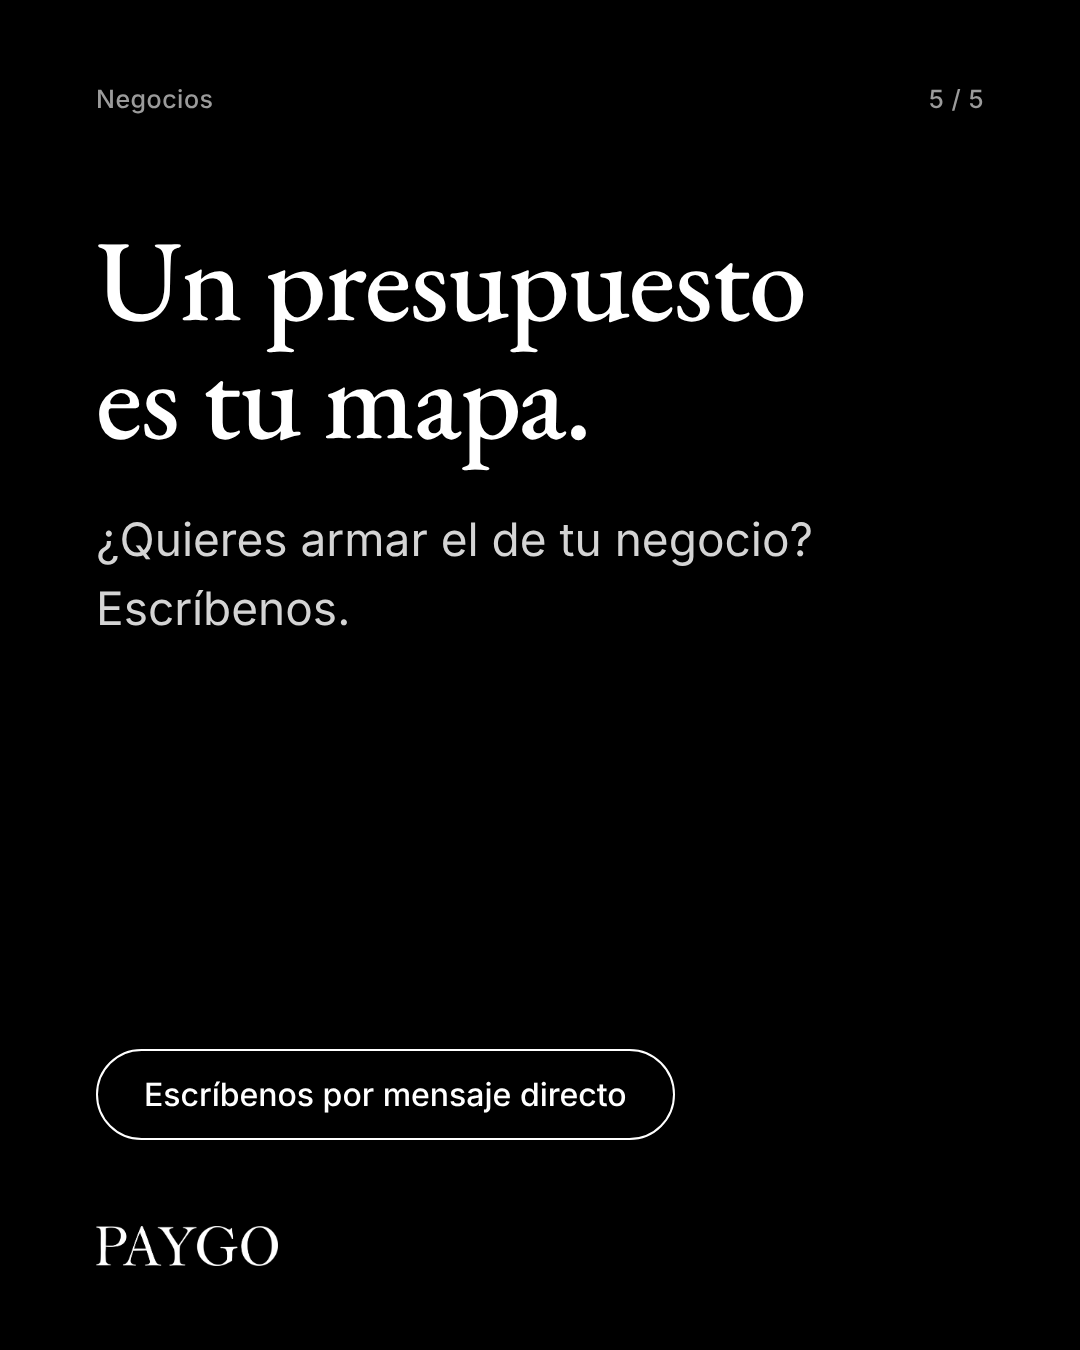 Negocios
5 / 5
Un presupuesto
es tu mapa.
¿Quieres armar el de tu negocio?
Escríbenos.
Escríbenos por mensaje directo
PAYGO